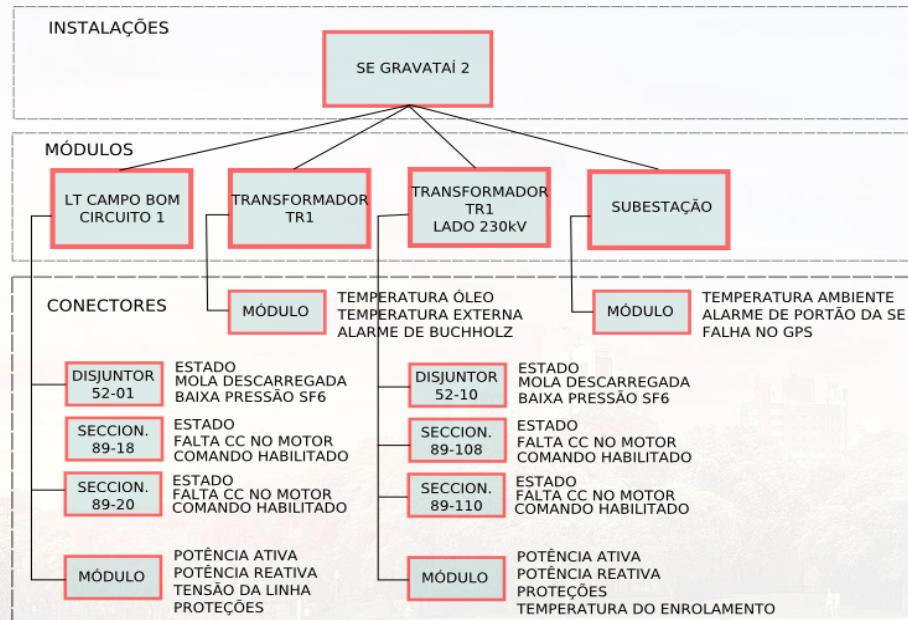 INSTALAÇÕES
SE GRAVATAÍ 2
MÓDULOS
LT CAMPO BOM
CIRCUITO 1
TRANSFORMADOR
TR1
TRANSFORMADOR
TR1
LADO 230kV
SUBESTAÇÃO
CONECTORES
MÓDULO
TEMPERATURA ÓLEO
TEMPERATURA EXTERNA
ALARME DE BUCHHOLZ
MÓDULO
TEMPERATURA AMBIENTE
ALARME DE PORTÃO DA SE
FALHA NO GPS
DISJUNTOR
52-01
ESTADO
MOLA DESCARREGADA
BAIXA PRESSÃO SF6
SECCION.
89-18
ESTADO
FALTA CC NO MOTOR
COMANDO HABILITADO
SECCION.
89-20
ESTADO
FALTA CC NO MOTOR
COMANDO HABILITADO
MÓDULO
POTÊNCIA ATIVA
POTÊNCIA REATIVA
TENSÃO DA LINHA
PROTEÇÕES
DISJUNTOR
52-10
ESTADO
MOLA DESCARREGADA
BAIXA PRESSÃO SF6
SECCION.
89-108
ESTADO
FALTA CC NO MOTOR
COMANDO HABILITADO
SECCION.
89-110
ESTADO
FALTA CC NO MOTOR
COMANDO HABILITADO
MÓDULO
POTÊNCIA ATIVA
POTÊNCIA REATIVA
PROTEÇÕES
TEMPERATURA DO ENROLAMENTO